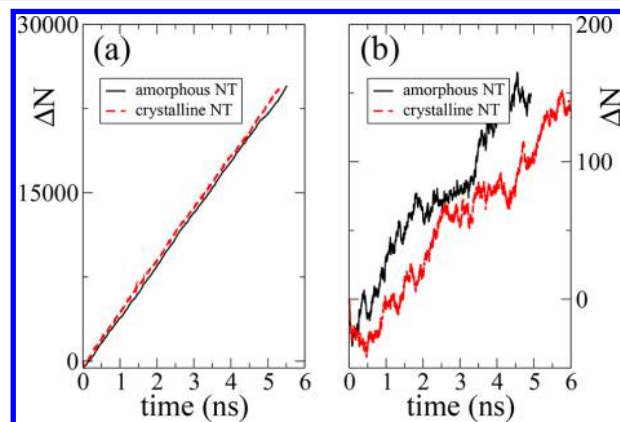 (a)
amorphous NT
crystalline NT
ΔN
30000
15000
0
0 1 2 3 4 5 6
time (ns)
(b)
amorphous NT
crystalline NT
ΔN
200
100
0
0 1 2 3 4 5 6
time (ns)